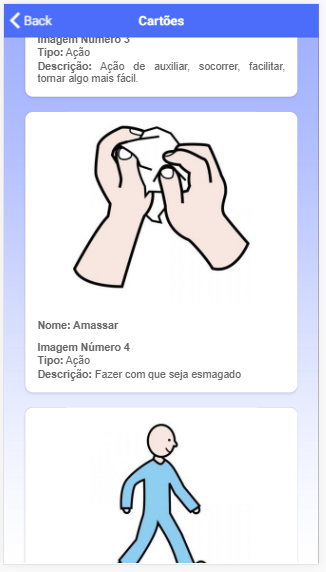 Back
Cartões
Imagem Número 3
Tipo: Ação
Descrição: Ação de auxiliar, socorrer, facilitar,
tornar algo mais fácil.
Nome: Amassar
Imagem Número 4
Tipo: Ação
Descrição: Fazer com que seja esmagado